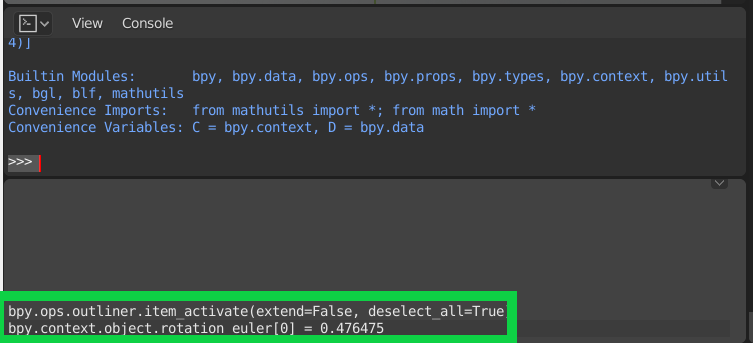 View Console
4)]
Builtin Modules: bpy, bpy.data, bpy.ops, bpy.props, bpy.types, bpy.context, bpy.util
s, bgl, blf, mathutils
Convenience Imports: from mathutils import *; from math import *
Convenience Variables: C = bpy.context, D = bpy.data
>>>
bpy.ops.outliner.item_activate(extend=False, deselect_all=True
bpy.context.object.rotation_euler[0] = 0.476475